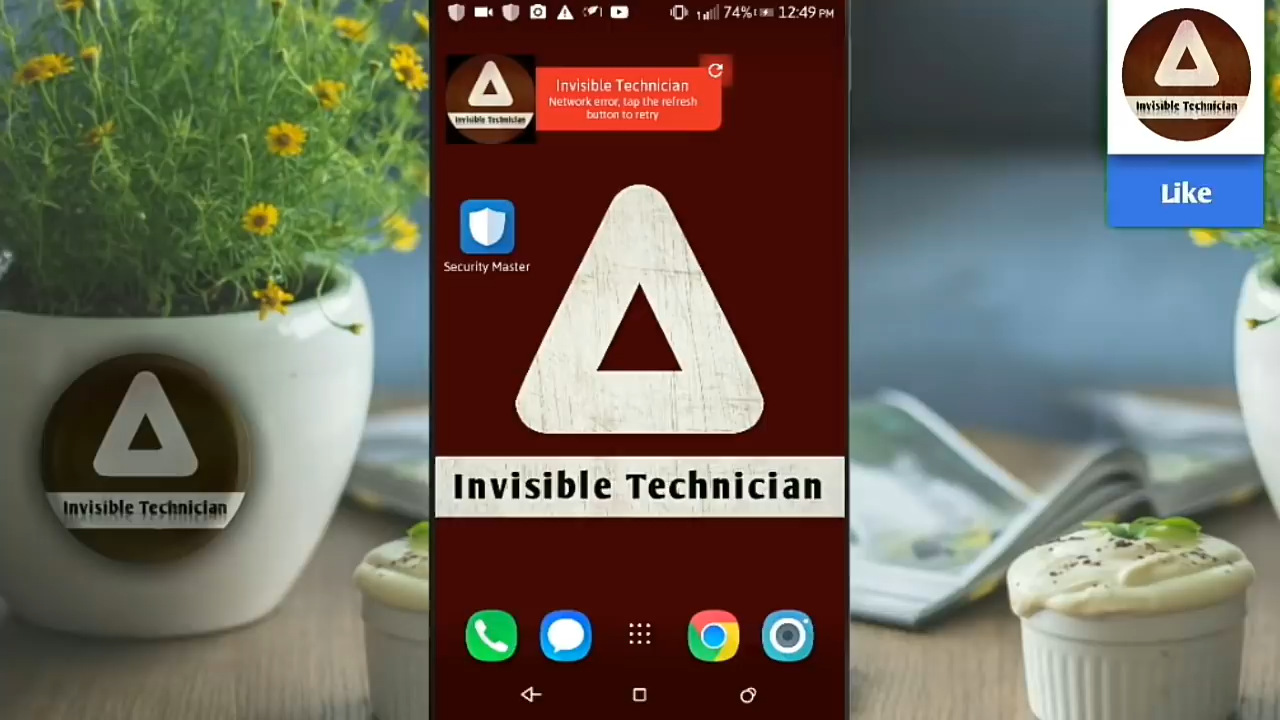 74% 12:49 PM
Invisible Technician
Network error, tap the refresh
button to retry
Invisible Technician
Security Master
Invisible Technician
Invisible Technician
Invisible Technician
Like